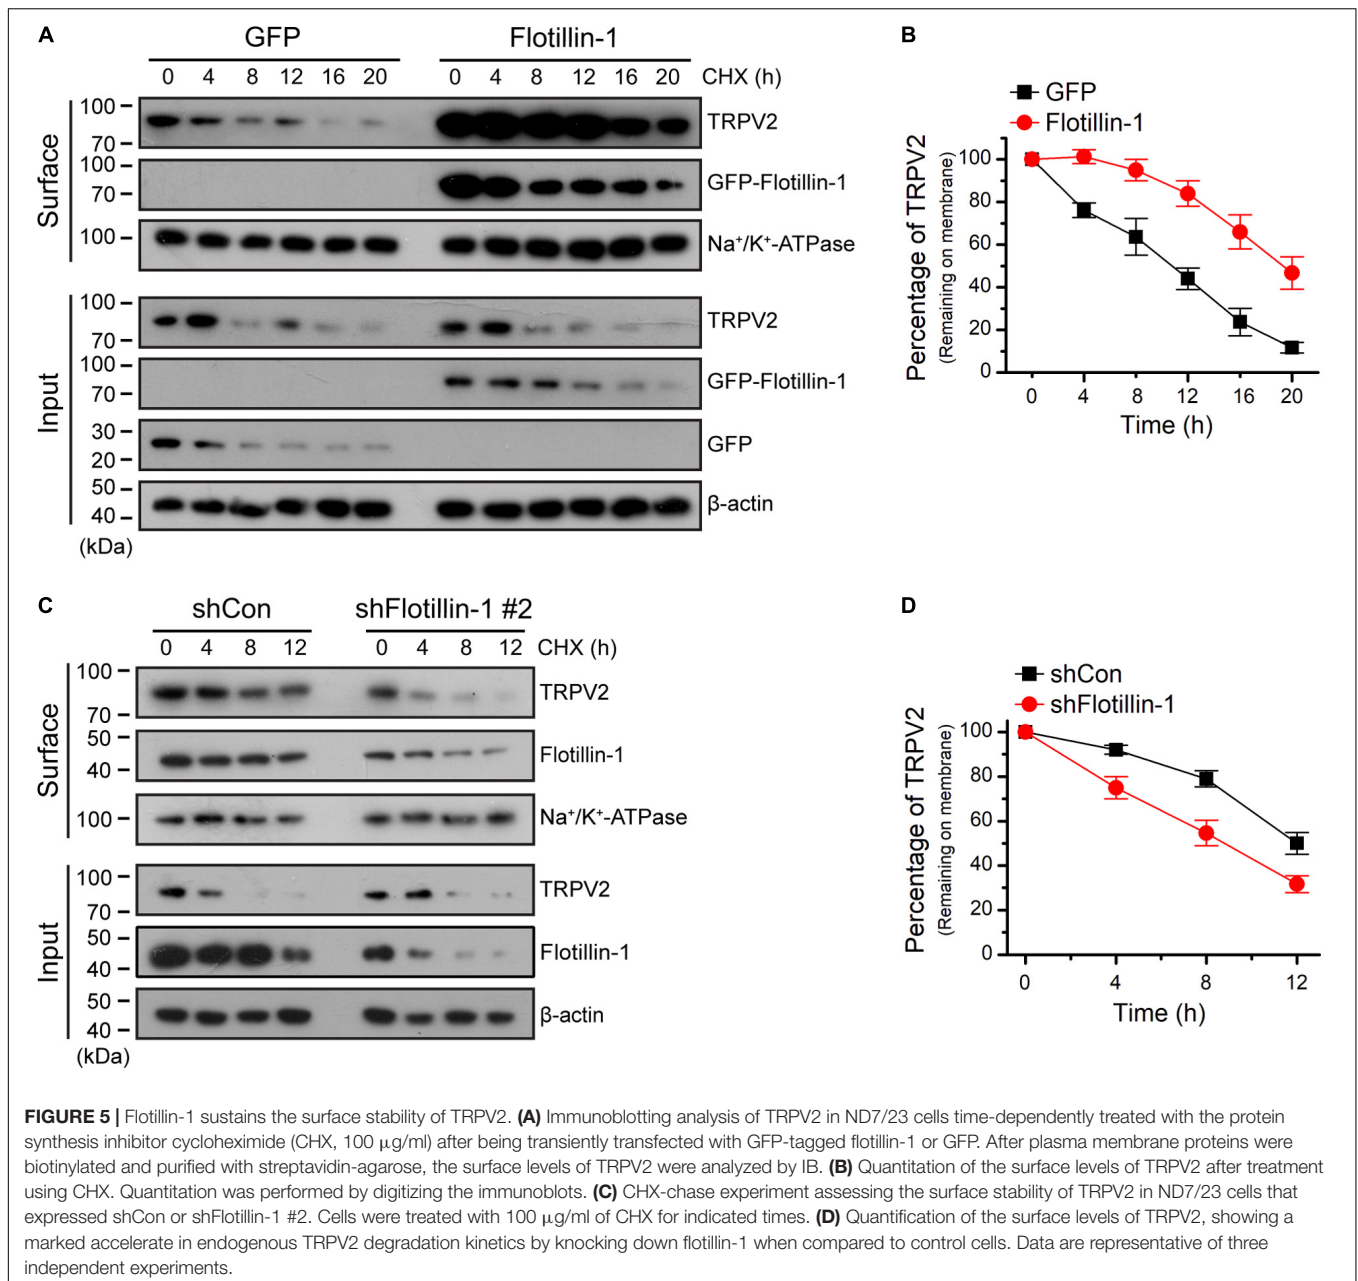 A
GFP Flotillin-1
0 4 8 12 16 20 0 4 8 12 16 20 CHX (h)
Surface
100
70
TRPV2
100
70
GFP-Flotillin-1
100
Na⁺/K⁺-ATPase
Input
100
70
TRPV2
100
70
GFP-Flotillin-1
30
20
GFP
50
40
β-actin
(kDa)
B
GFP
Flotillin-1
Percentage of TRPV2
(Remaining on membrane)
100
80
60
40
20
0
0 4 8 12 16 20
Time (h)
C
shCon shFlotillin-1 #2
0 4 8 12 0 4 8 12 CHX (h)
Surface
100
70
TRPV2
50
40
Flotillin-1
100
Na⁺/K⁺-ATPase
Input
100
70
TRPV2
50
40
Flotillin-1
50
40
β-actin
(kDa)
D
shCon
shFlotillin-1
Percentage of TRPV2
(Remaining on membrane)
100
80
60
40
20
0
0 4 8 12
Time (h)
FIGURE 5 | Flotillin-1 sustains the surface stability of TRPV2. (A) Immunoblotting analysis of TRPV2 in ND7/23 cells time-dependently treated with the protein
synthesis inhibitor cycloheximide (CHX, 100 μg/ml) after being transiently transfected with GFP-tagged flotillin-1 or GFP. After plasma membrane proteins were
biotinylated and purified with streptavidin-agarose, the surface levels of TRPV2 were analyzed by IB. (B) Quantitation of the surface levels of TRPV2 after treatment
using CHX. Quantitation was performed by digitizing the immunoblots. (C) CHX-chase experiment assessing the surface stability of TRPV2 in ND7/23 cells that
expressed shCon or shFlotillin-1 #2. Cells were treated with 100 μg/ml of CHX for indicated times. (D) Quantification of the surface levels of TRPV2, showing a
marked accelerate in endogenous TRPV2 degradation kinetics by knocking down flotillin-1 when compared to control cells. Data are representative of three
independent experiments.